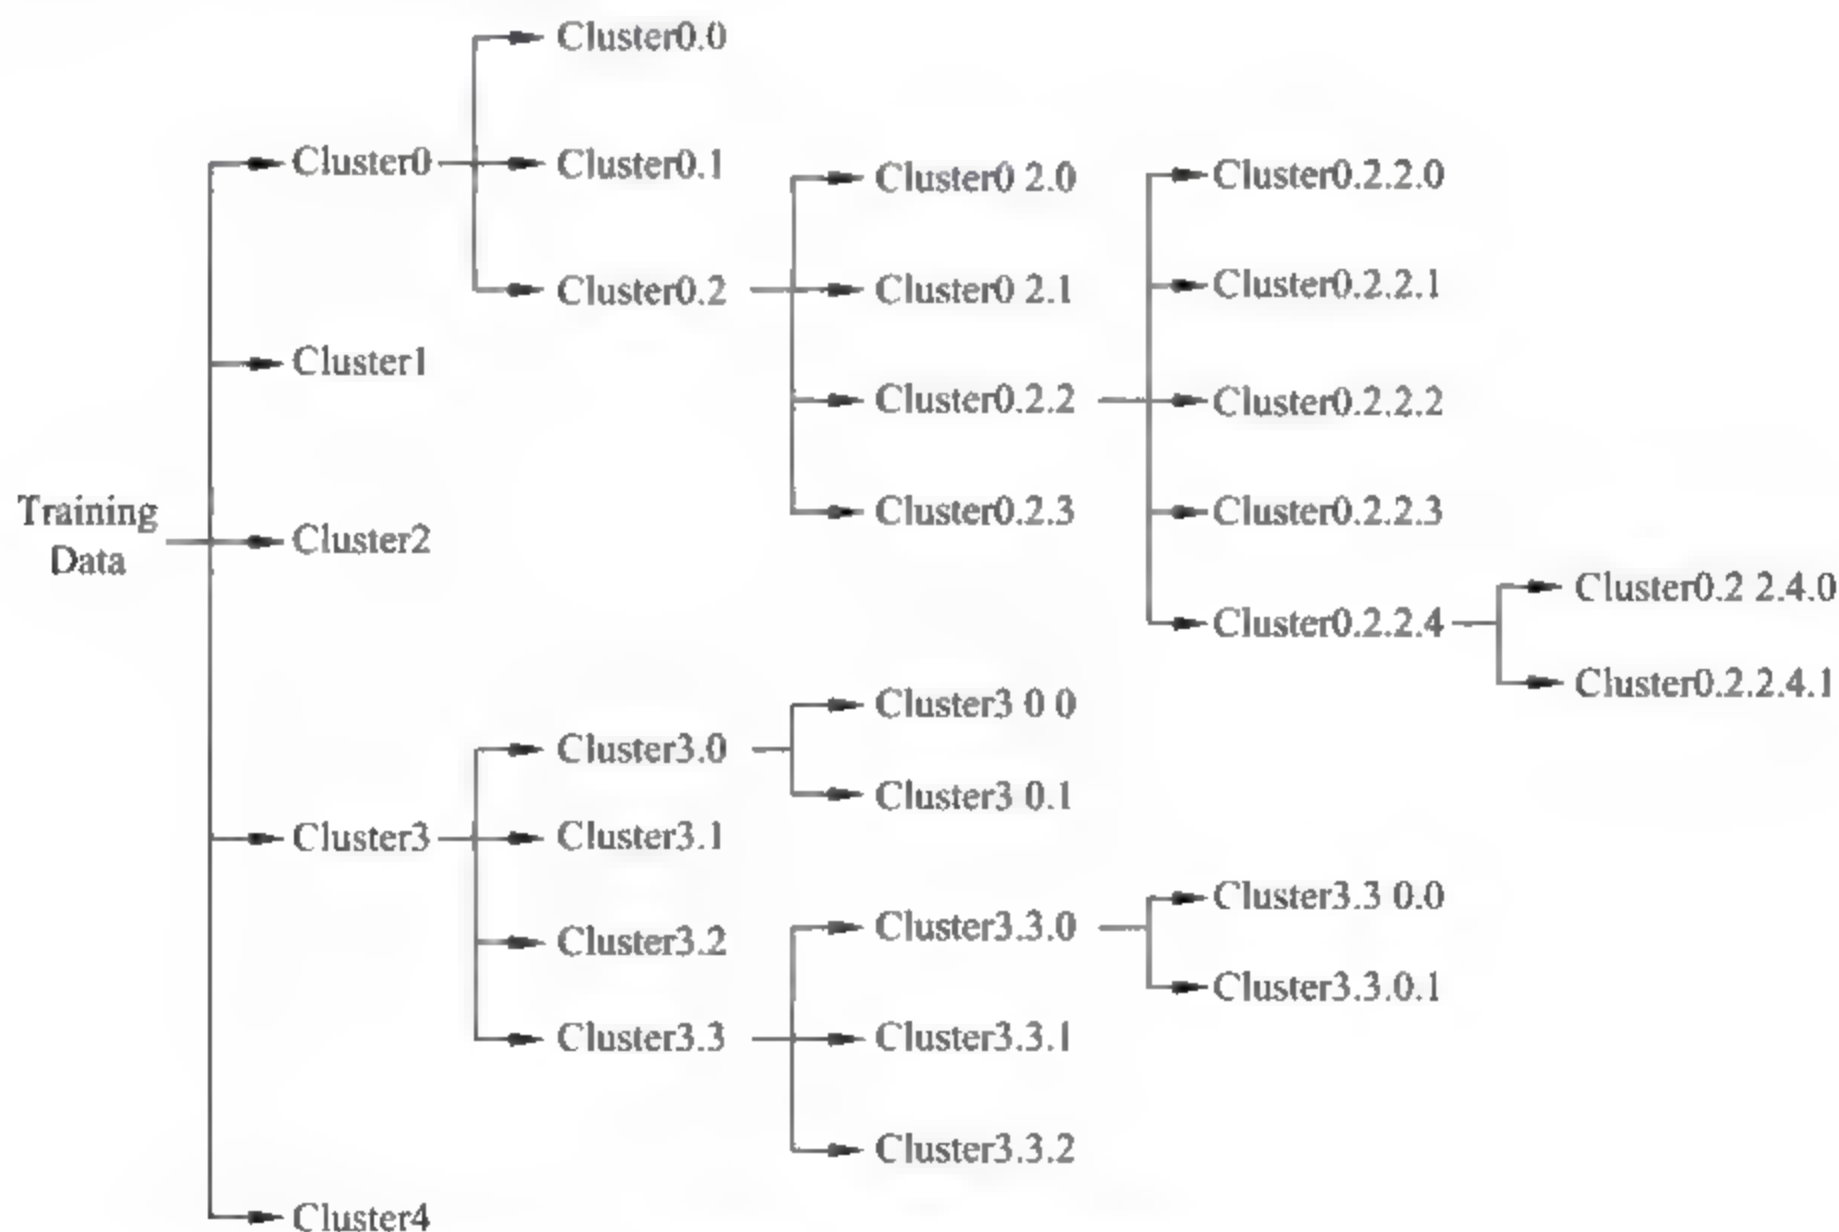 Cluster0.0
Cluster0
Cluster0.1
Cluster0 2.0
Cluster0.2.2.0
Cluster0.2
Cluster0 2.1
Cluster0.2.2.1
Cluster1
Cluster0.2.2
Cluster0.2.2.2
Training
Data
Cluster2
Cluster0.2.3
Cluster0.2.2.3
Cluster0.2.2.4
Cluster0.2 2.4.0
Cluster0.2.2.4.1
Cluster3
Cluster3.0
Cluster3 0 0
Cluster3 0.1
Cluster3.1
Cluster3.2
Cluster3.3
Cluster3.3.0
Cluster3.3 0.0
Cluster3.3.0.1
Cluster3.3.1
Cluster3.3.2
Cluster4